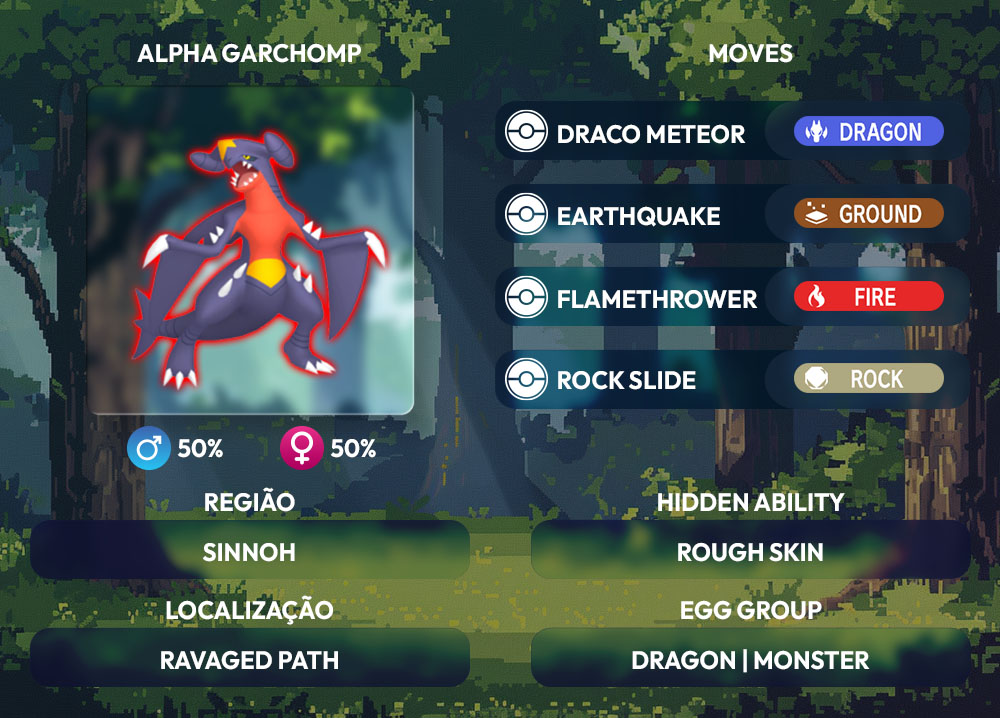 ALPHA GARCHOMP
50%
50%
REGIÃO
SINNOH
LOCALIZAÇÃO
RAVAGED PATH
MOVES
DRACO METEOR DRAGON
EARTHQUAKE GROUND
FLAMETHROWER FIRE
ROCK SLIDE ROCK
HIDDEN ABILITY
ROUGH SKIN
EGG GROUP
DRAGON | MONSTER